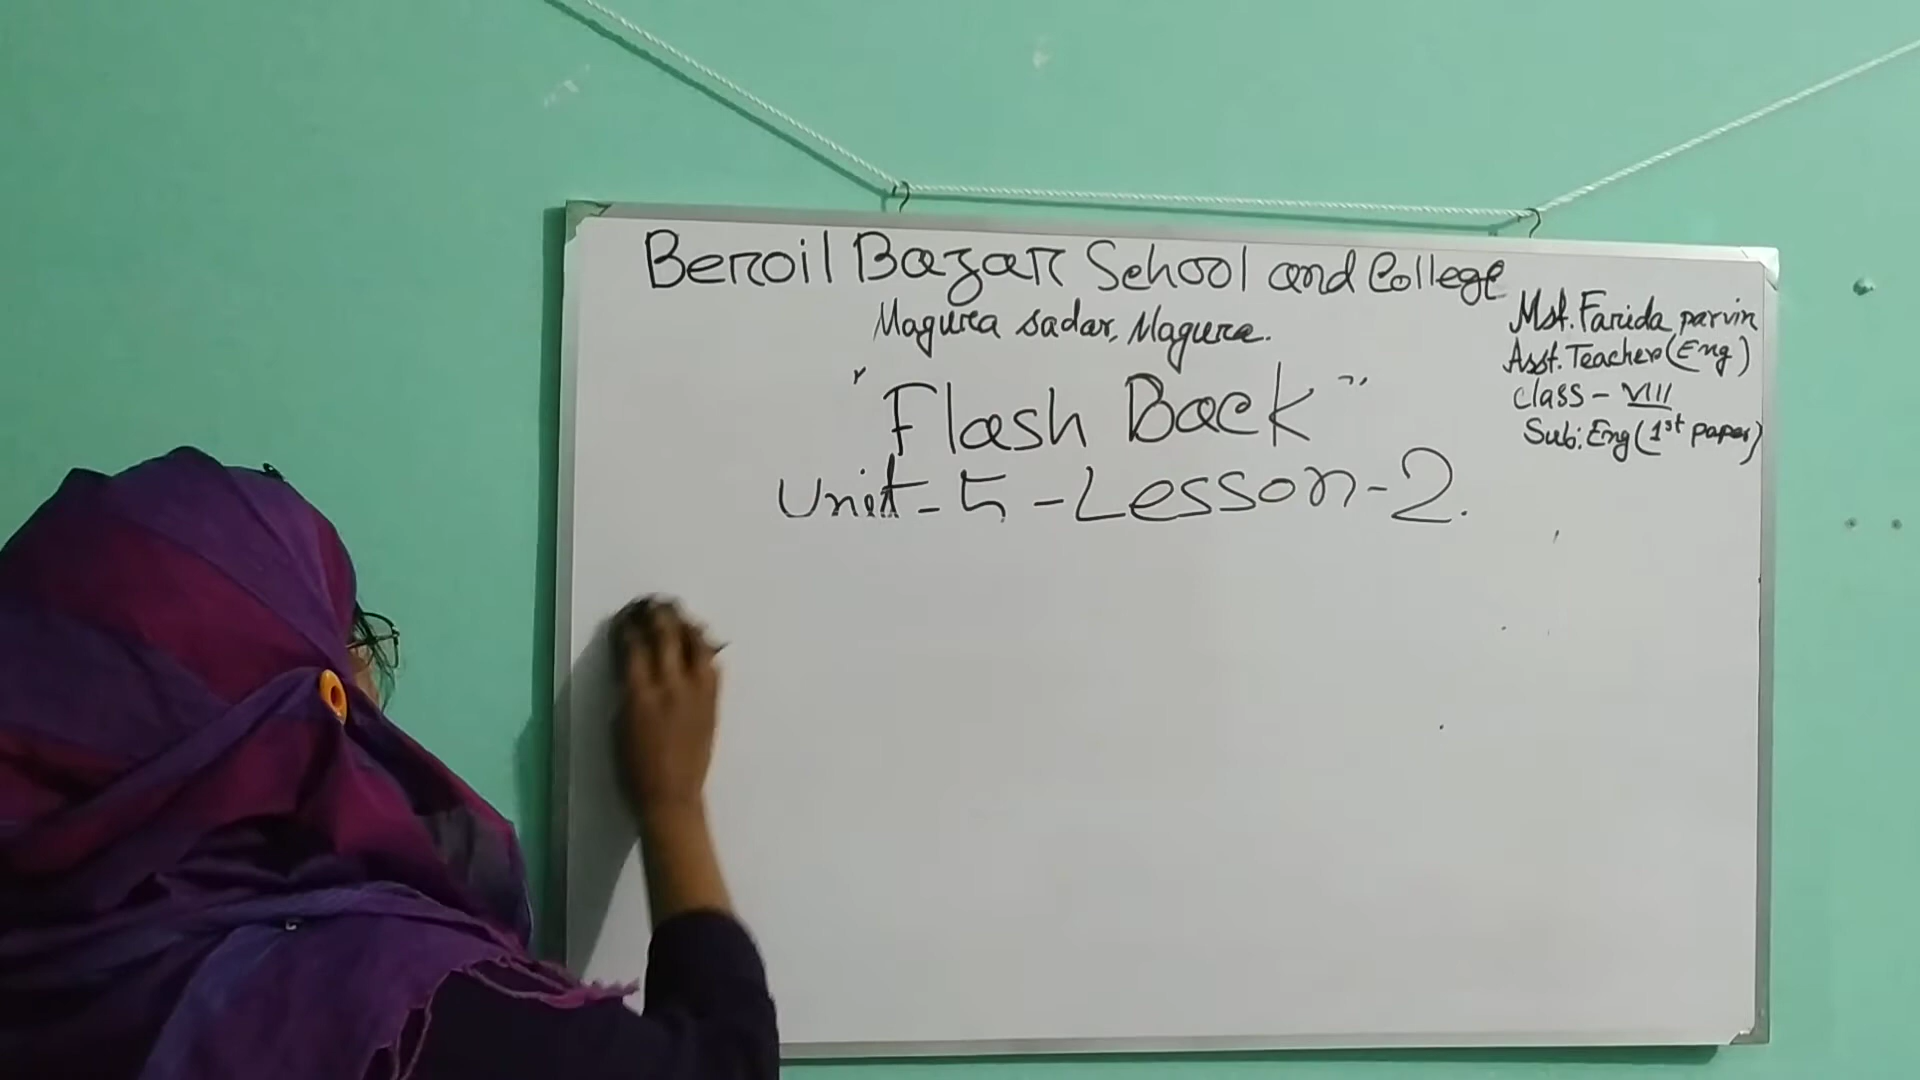 Beroil Bazar School and College
Magura sadar, Magura.
"Flash Back"
Unit-5-Lesson-2.
Mst. Farida parvin
Asst. Teacher (Eng)
Class - VIII
Sub: Eng (1st paper)